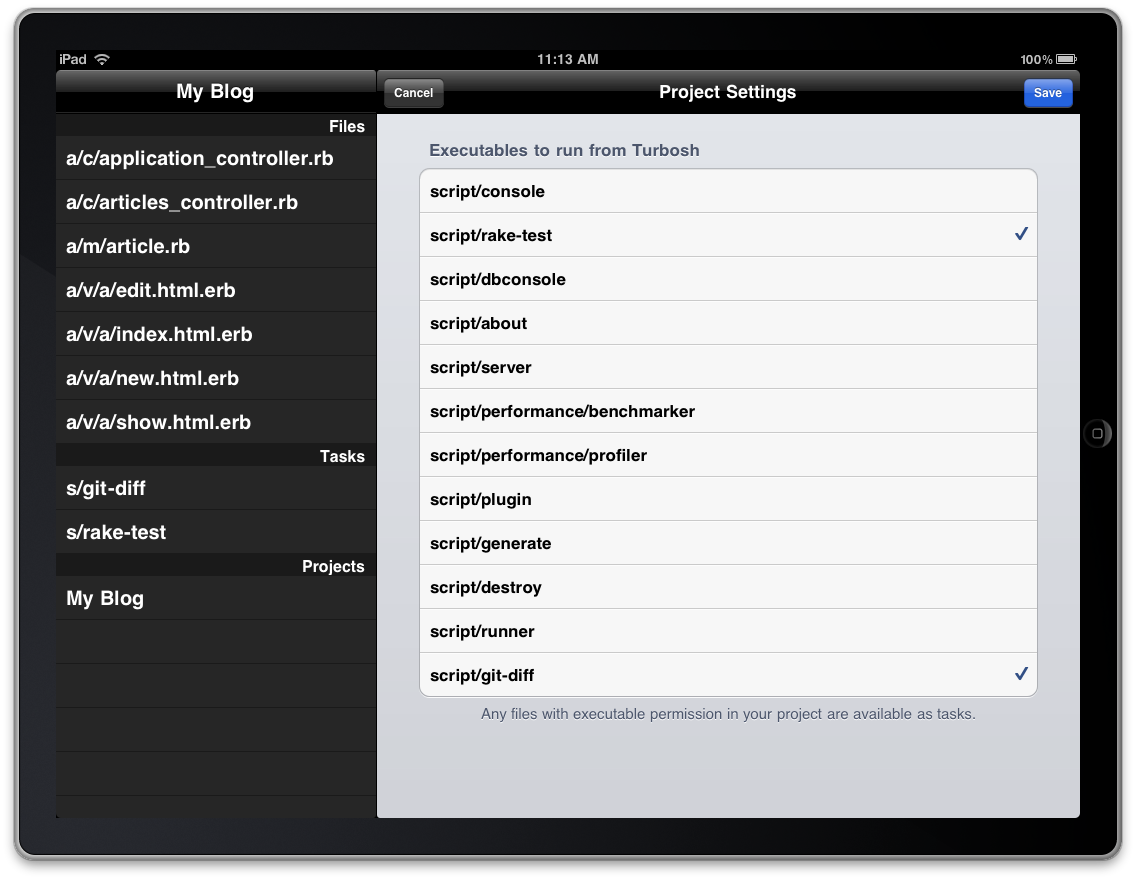 iPad
11:13 AM
100%
My Blog
Files
a/c/application_controller.rb
a/c/articles_controller.rb
a/m/article.rb
a/v/a/edit.html.erb
a/v/a/index.html.erb
a/v/a/new.html.erb
a/v/a/show.html.erb
Tasks
s/git-diff
s/rake-test
Projects
My Blog
Cancel
Project Settings
Save
Executables to run from Turbosh
script/console
script/rake-test
script/dbconsole
script/about
script/server
script/performance/benchmarker
script/performance/profiler
script/plugin
script/generate
script/destroy
script/runner
script/git-diff
Any files with executable permission in your project are available as tasks.